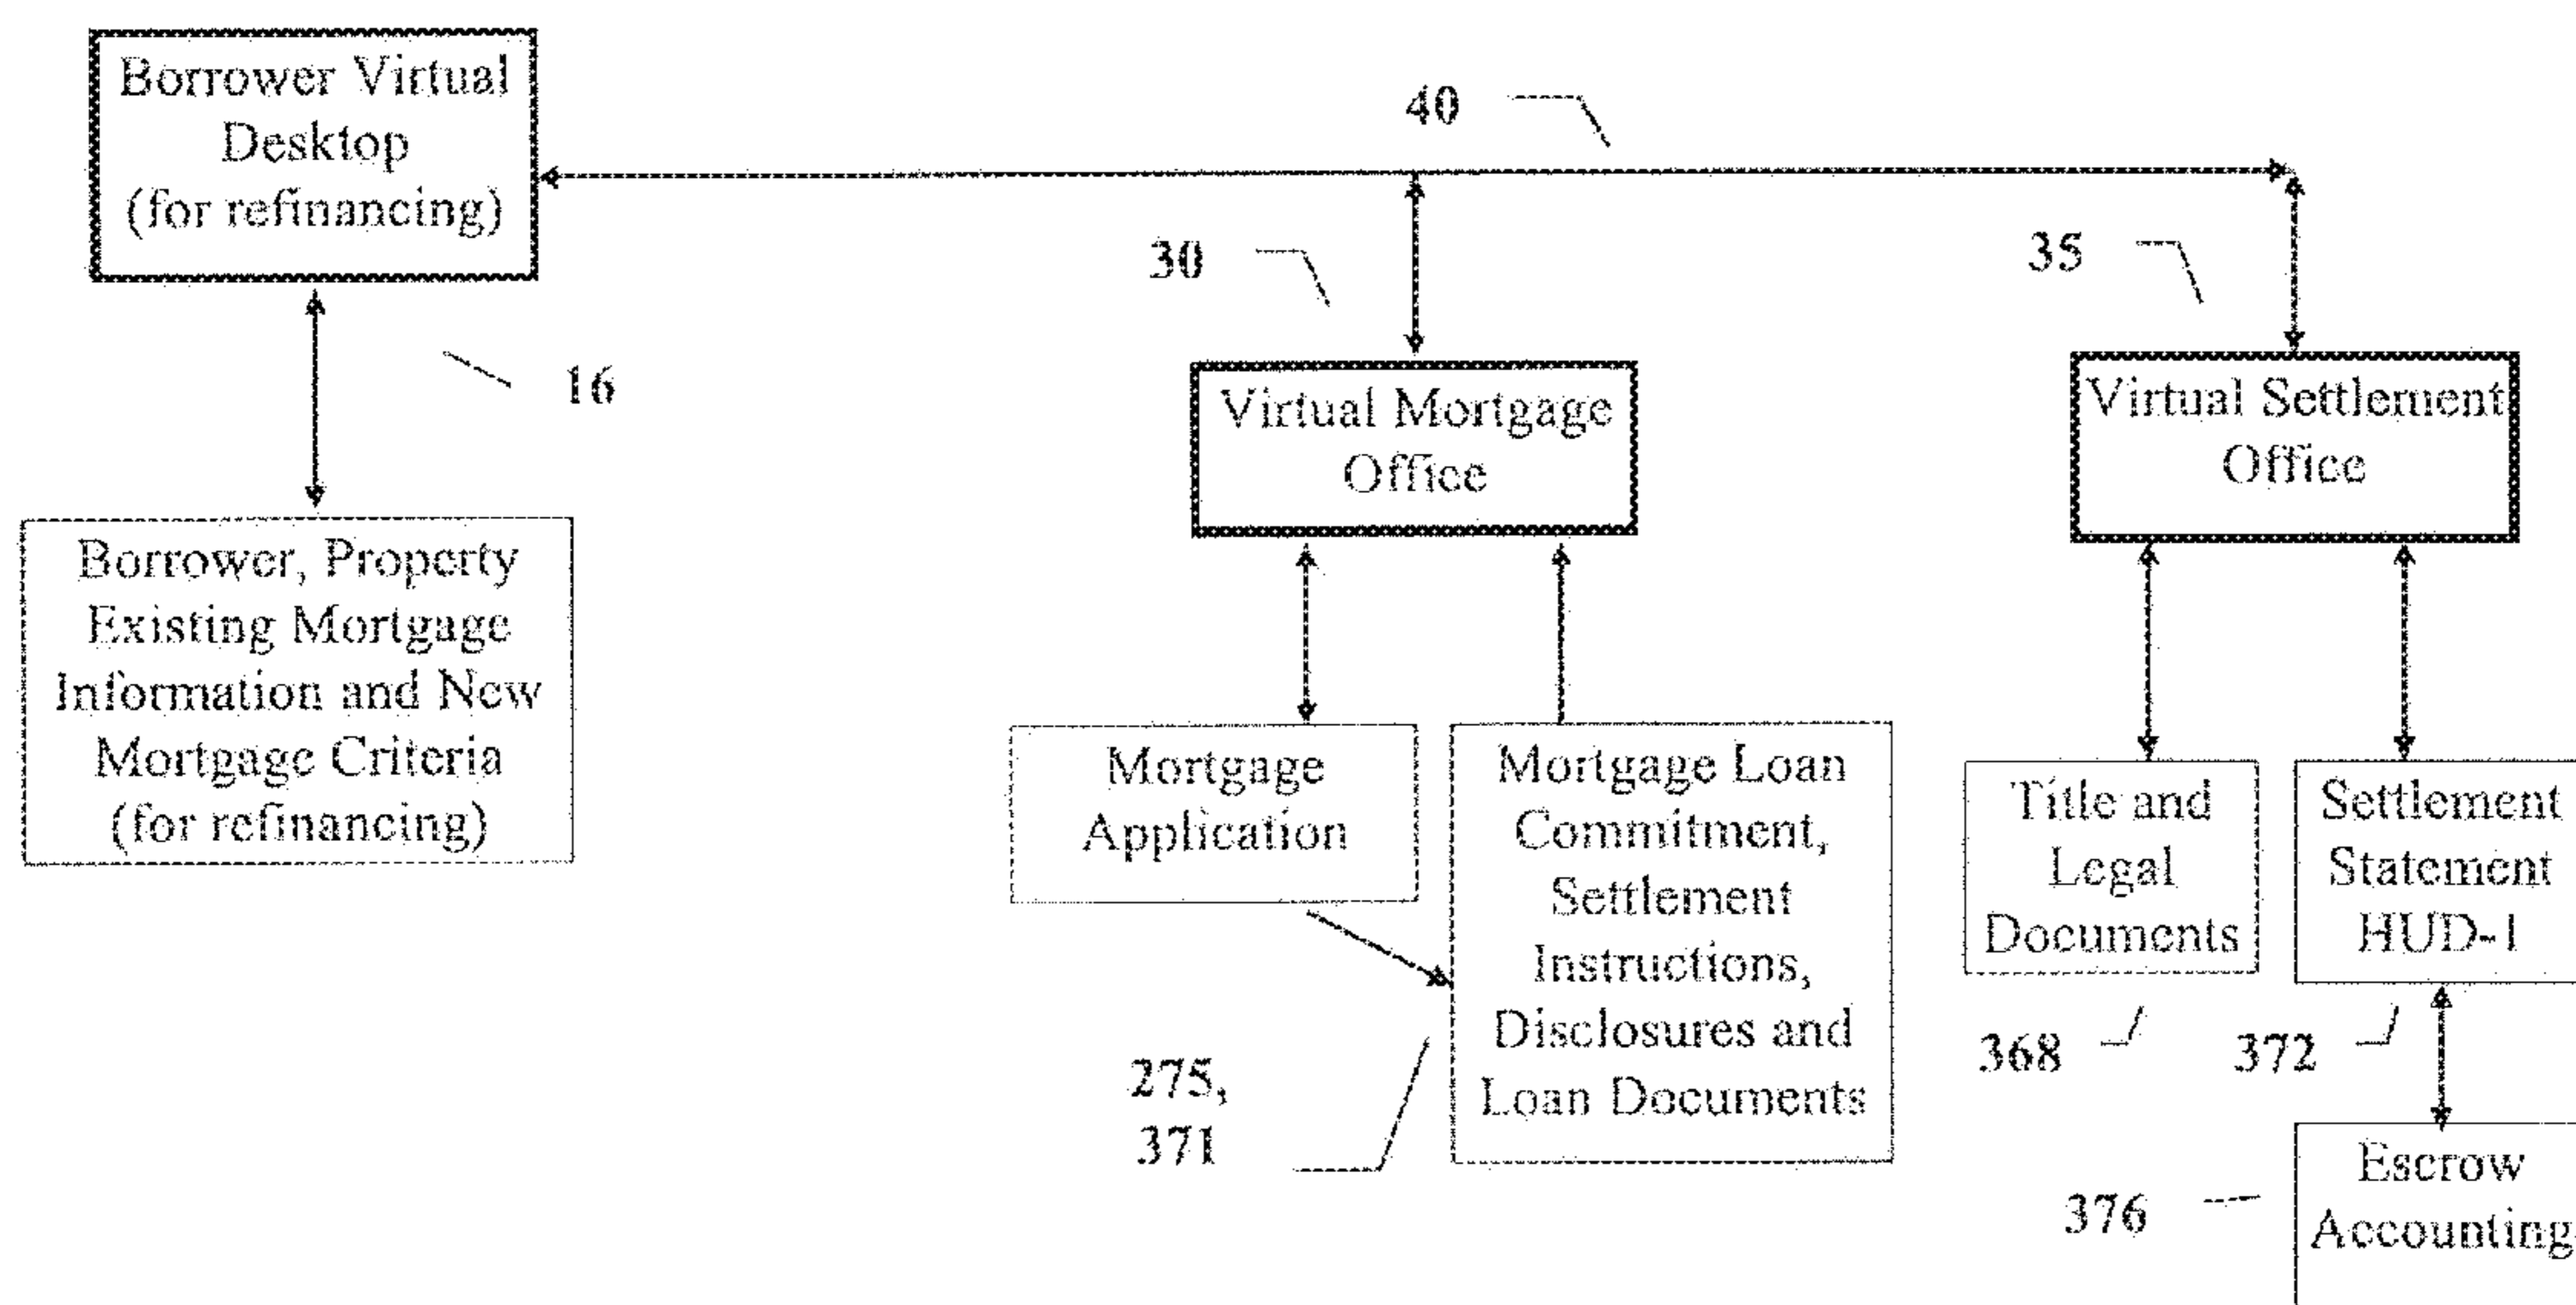 Borrower Virtual
Desktop
(for refinancing)
40
30
35
16
Virtual Mortgage
Office
Virtual Settlement
Office
Borrower, Property
Existing Mortgage
Information and New
Mortgage Criteria
(for refinancing)
Mortgage
Application
Mortgage Loan
Commitment,
Settlement
Instructions,
Disclosures and
Loan Documents
275,
371
Title and
Legal
Documents
Settlement
Statement
HUD-1
368
372
376
Escrow
Accounting